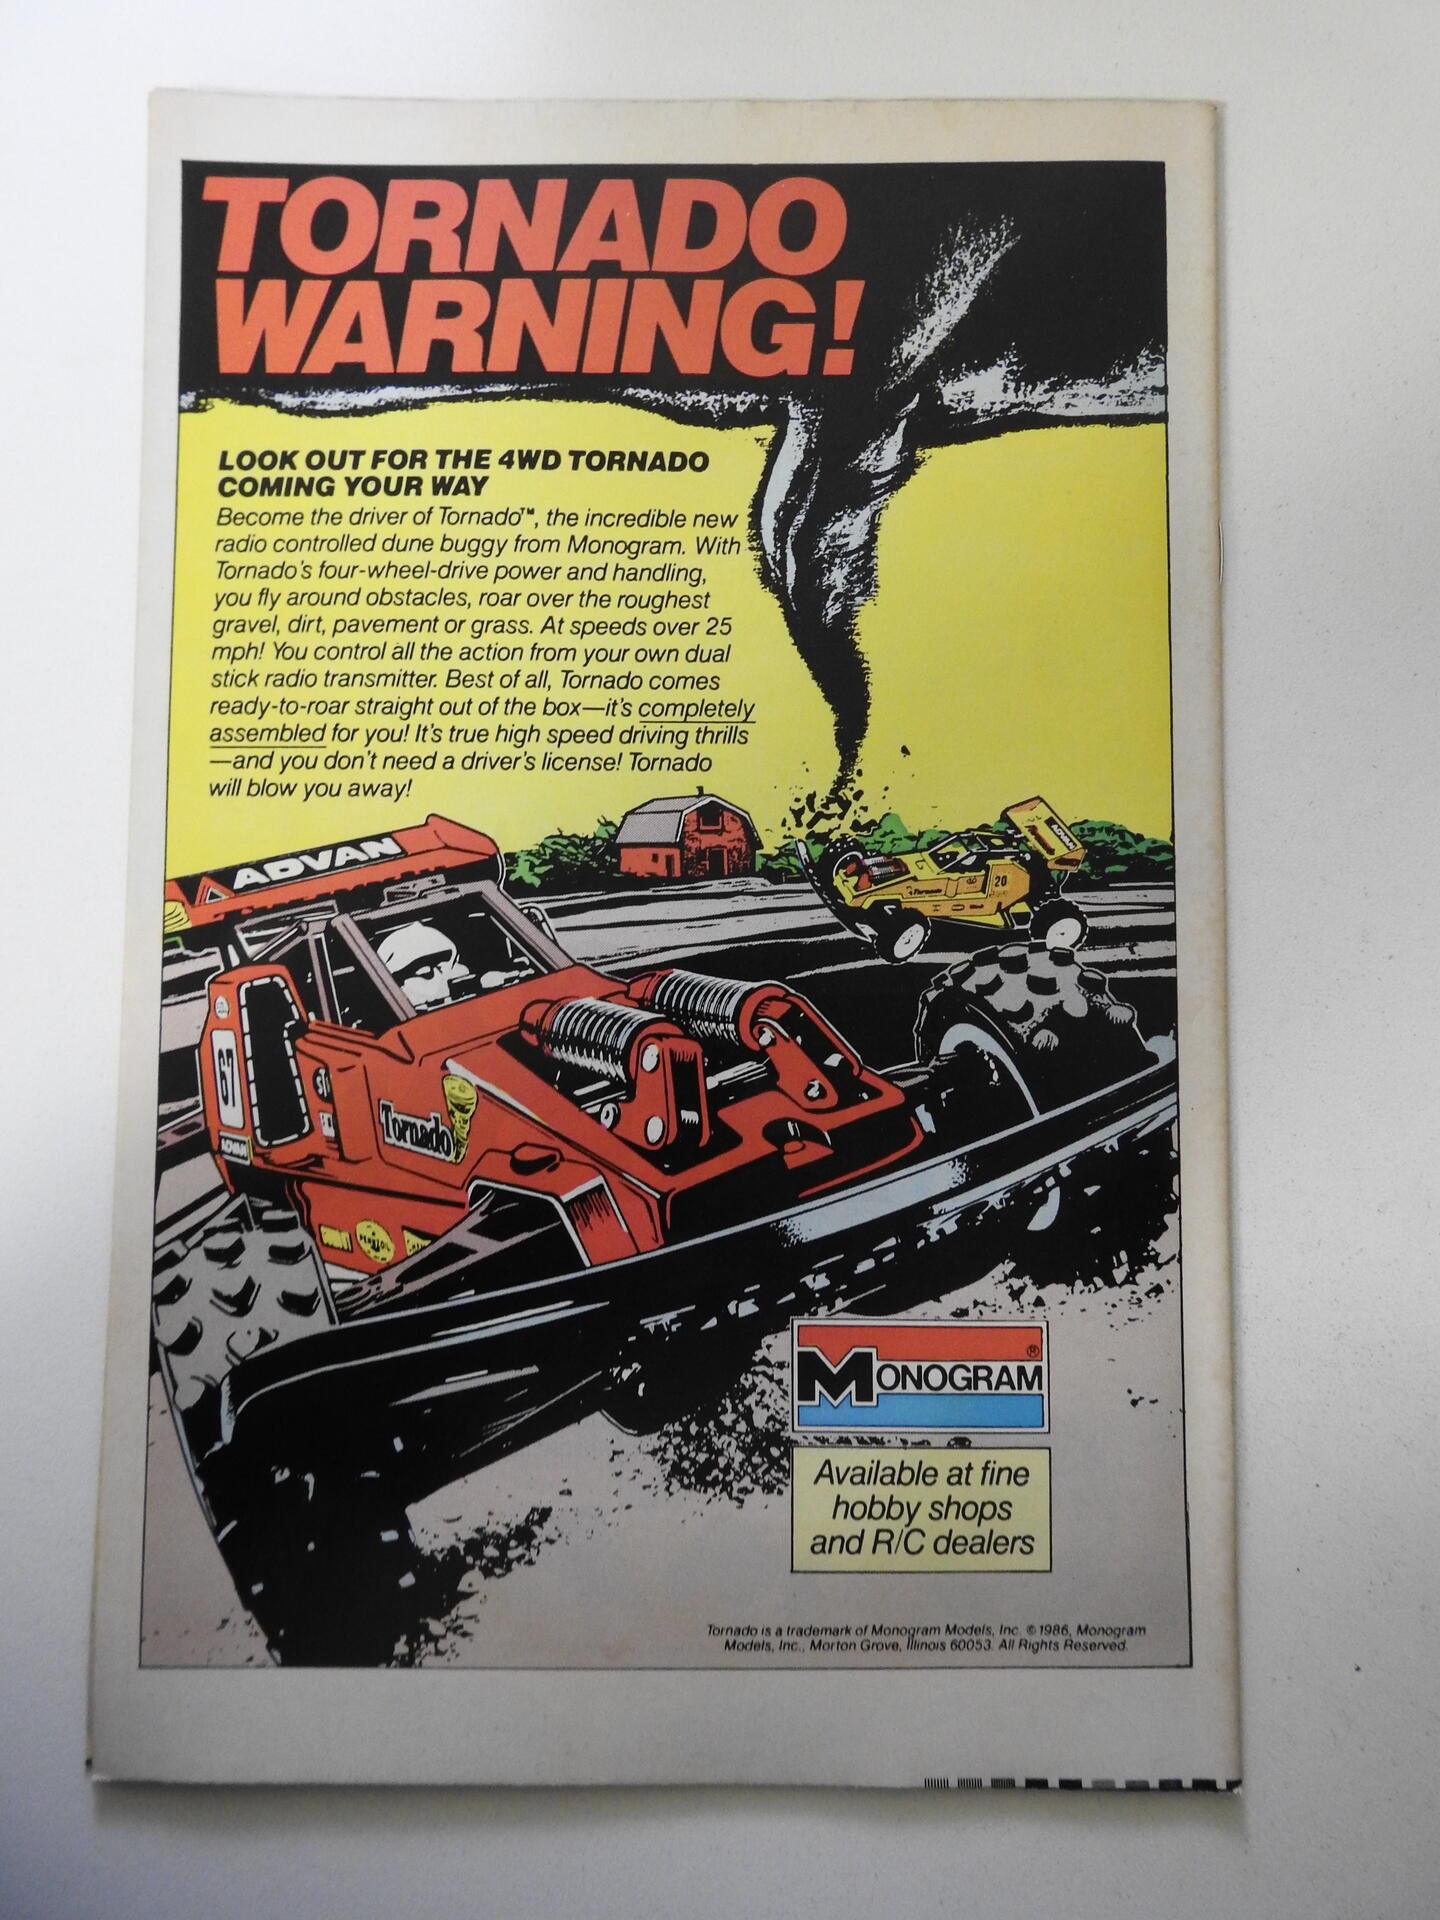 TORNADO
WARNING!
LOOK OUT FOR THE 4WD TORNADO
COMING YOUR WAY
Become the driver of Tornado™, the incredible new
radio controlled dune buggy from Monogram. With
Tornado's four-wheel-drive power and handling,
you fly around obstacles, roar over the roughest
gravel, dirt, pavement or grass. At speeds over 25
mph! You control all the action from your own dual
stick radio transmitter. Best of all, Tornado comes
ready-to-roar straight out of the box—it's completely
assembled for you! It's true high speed driving thrills
—and you don't need a driver's license! Tornado
will blow you away!
ADVAN
ADVAN
Tornado
20
67
ADVAN
Tornado
PENNZOIL
MONOGRAM®
Available at fine
hobby shops
and R/C dealers
Tornado is a trademark of Monogram Models, Inc. © 1986, Monogram
Models, Inc., Morton Grove, Illinois 60053. All Rights Reserved.